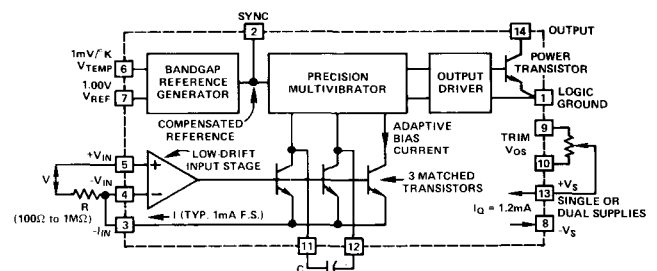 SYNC
2
OUTPUT
14
1mV/°K
VTEMP
6
1.00V
VREF
7
BANDGAP
REFERENCE
GENERATOR
PRECISION
MULTIVIBRATOR
OUTPUT
DRIVER
POWER
TRANSISTOR
1
LOGIC
GROUND
COMPENSATED
REFERENCE
ADAPTIVE
BIAS
CURRENT
9
TRIM
VOS
10
+VIN
5
+
LOW-DRIFT
INPUT STAGE
V
-VIN
4
−
R
(100Ω to 1MΩ)
3 MATCHED
TRANSISTORS
13
+VS
SINGLE OR
DUAL SUPPLIES
IQ = 1.2mA
3
-IIN
I (TYP. 1mA F.S.)
8
-VS
11
12
C